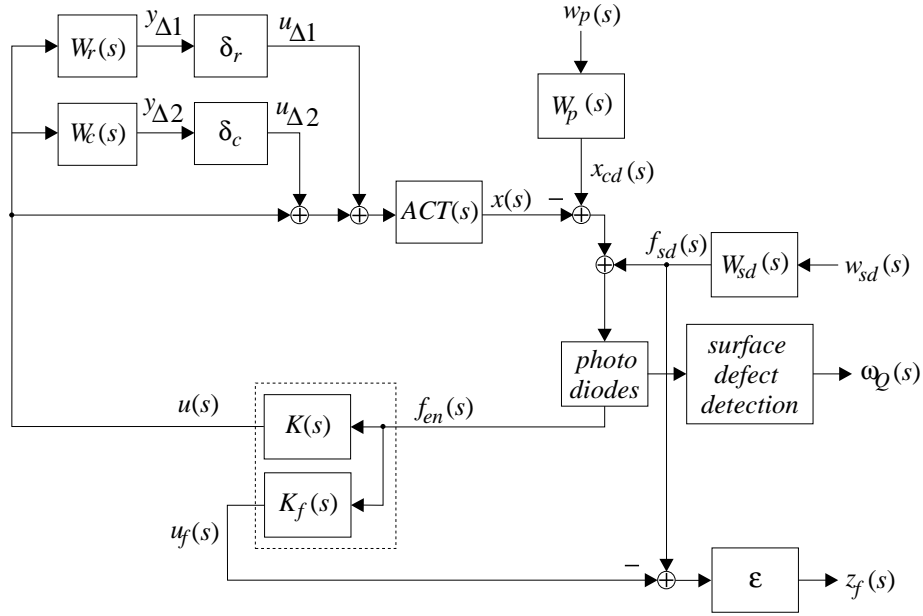 w_p(s)
y_Δ1
u_Δ1
W_r(s)
δ_r
W_p(s)
y_Δ2
u_Δ2
W_c(s)
δ_c
x_cd(s)
ACT(s)
x(s)
−
f_sd(s)
W_sd(s)
w_sd(s)
photo
diodes
surface
defect
detection
ω_Q(s)
u(s)
K(s)
f_en(s)
K_f(s)
u_f(s)
−
ε
z_f(s)